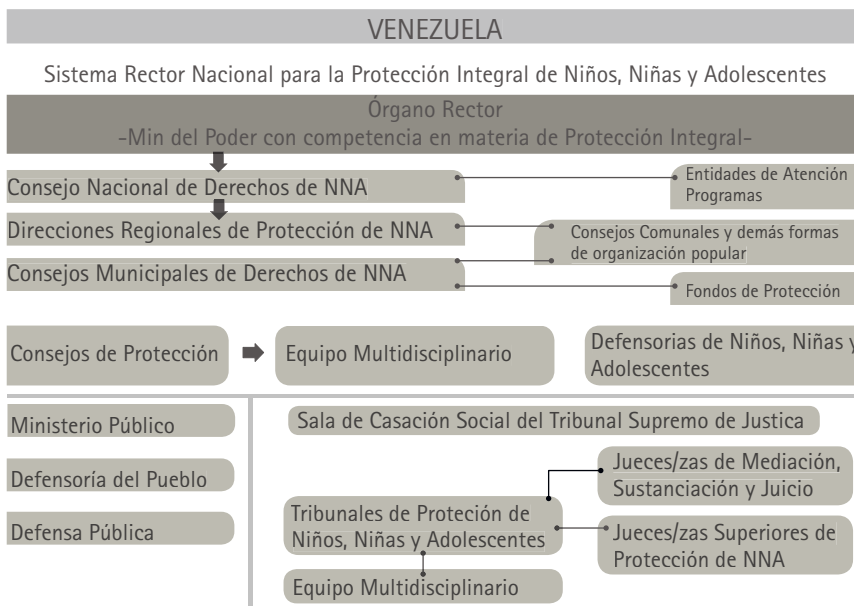 VENEZUELA
Sistema Rector Nacional para la Protección Integral de Niños, Niñas y Adolescentes
Órgano Rector
-Min del Poder con competencia en materia de Protección Integral-
Consejo Nacional de Derechos de NNA
Entidades de Atención
Programas
Direcciones Regionales de Protección de NNA
Consejos Comunales y demás formas
de organización popular
Consejos Municipales de Derechos de NNA
Fondos de Protección
Consejos de Protección
Equipo Multidisciplinario
Defensorias de Niños, Niñas y
Adolescentes
Ministerio Público
Defensoría del Pueblo
Defensa Pública
Sala de Casación Social del Tribunal Supremo de Justica
Tribunales de Proteción de
Niños, Niñas y Adolescentes
Jueces/zas de Mediación,
Sustanciación y Juicio
Jueces/zas Superiores de
Protección de NNA
Equipo Multidisciplinario